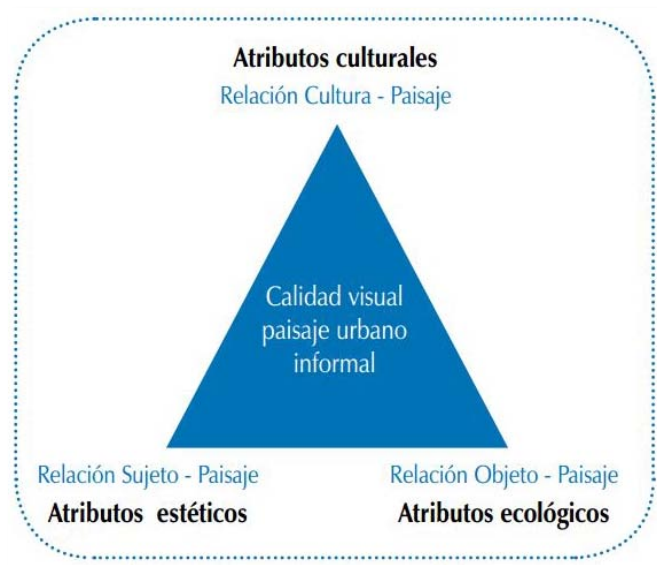 Atributos culturales
Relación Cultura - Paisaje
Calidad visual
paisaje urbano
informal
Relación Sujeto - Paisaje
Atributos estéticos
Relación Objeto - Paisaje
Atributos ecológicos